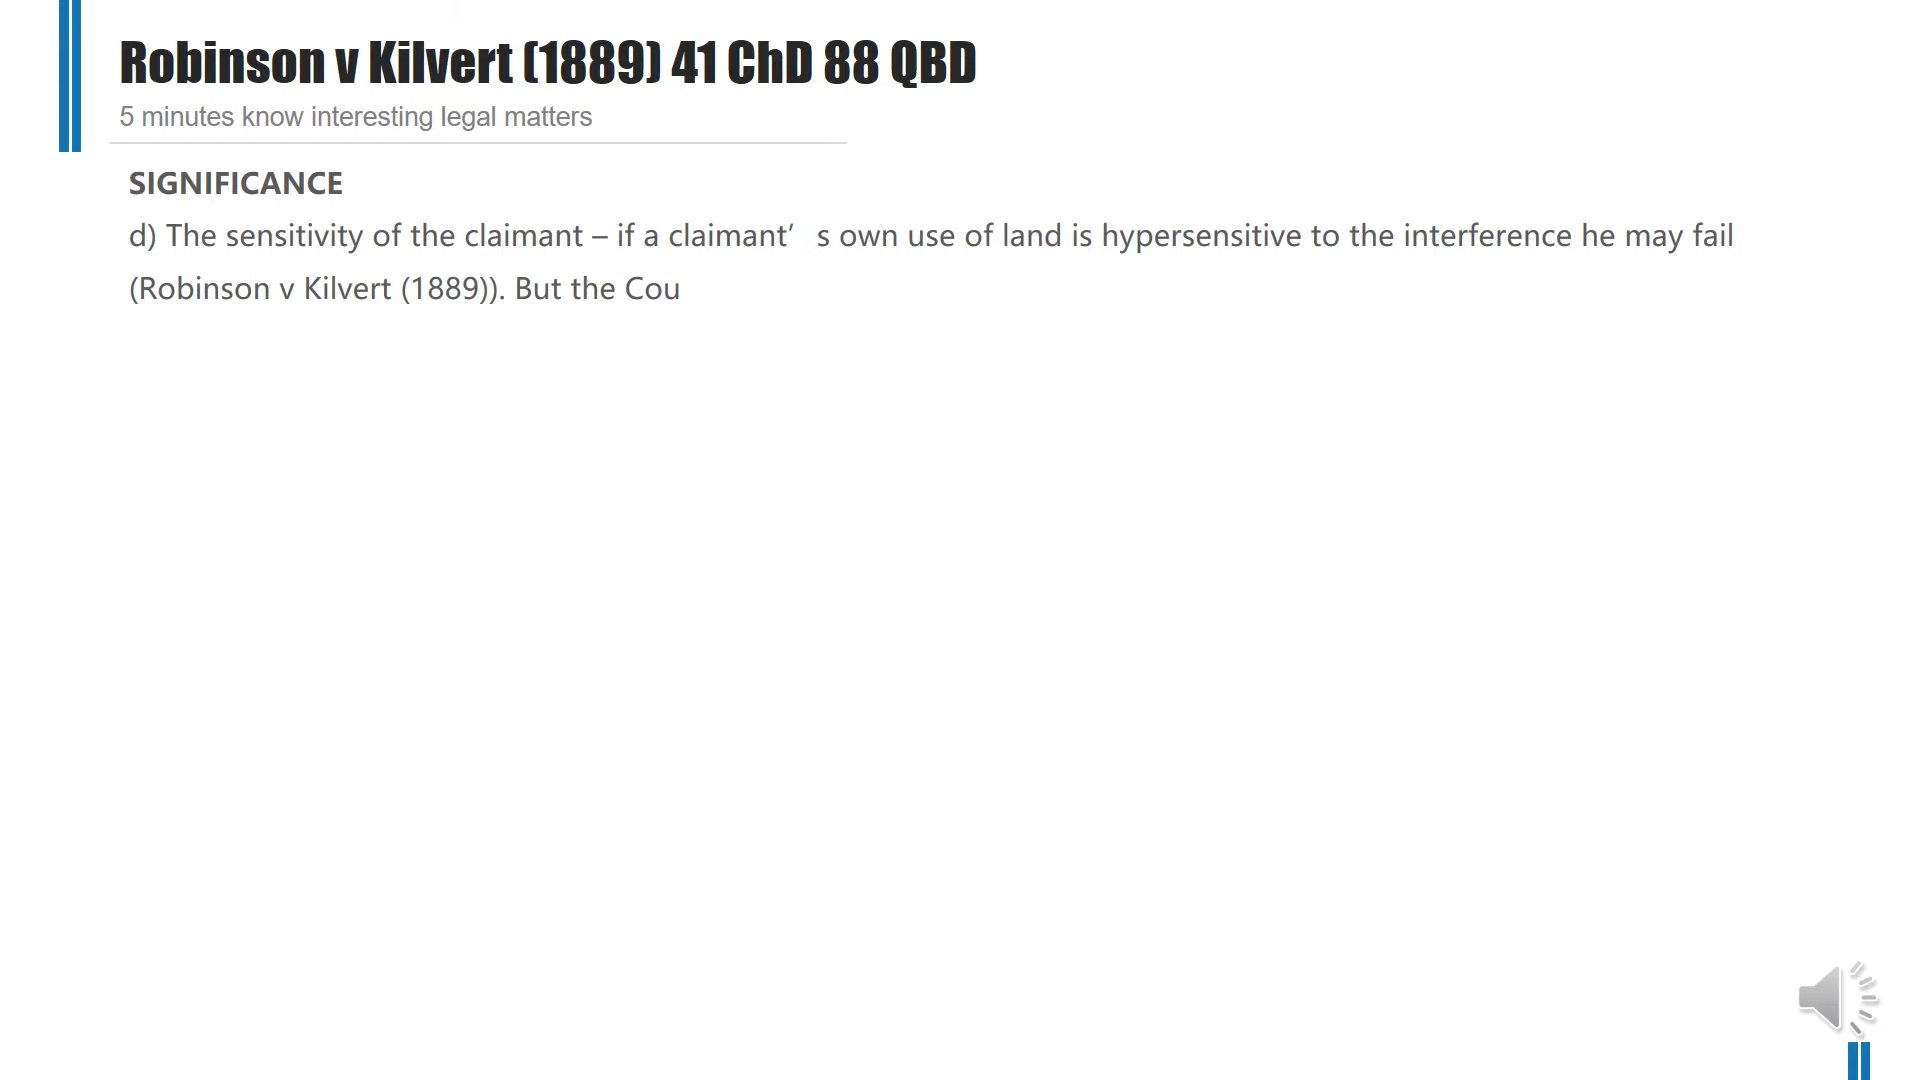 Robinson v Kilvert (1889) 41 ChD 88 QBD
5 minutes know interesting legal matters
SIGNIFICANCE
d) The sensitivity of the claimant – if a claimant’s own use of land is hypersensitive to the interference he may fail
(Robinson v Kilvert (1889)). But the Cou